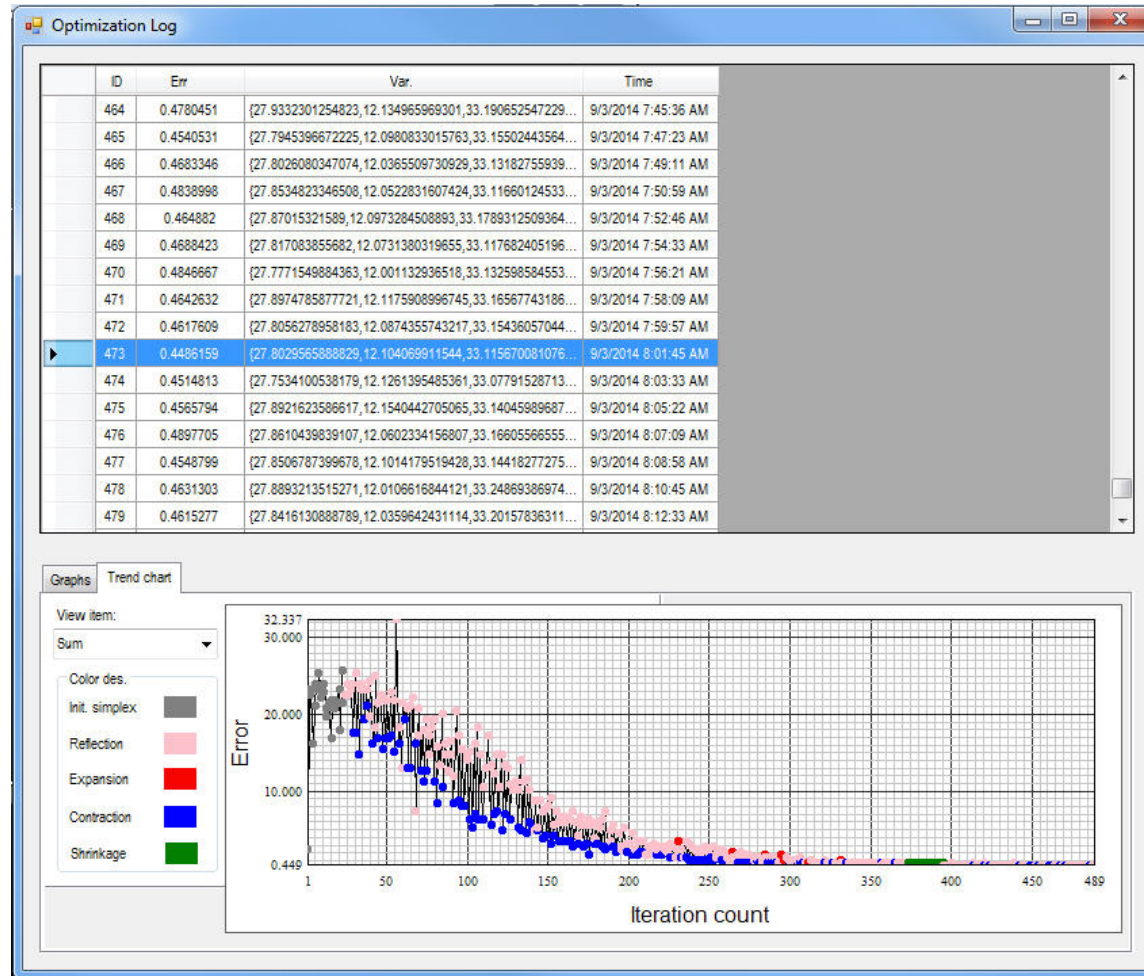 Optimization Log
ID Err Var. Time
464 0.4780451 {27.9332301254823,12.134965969301,33.190652547229... 9/3/2014 7:45:36 AM
465 0.4540531 {27.7945396672225,12.0980833015763,33.15502443564... 9/3/2014 7:47:23 AM
466 0.4683346 {27.8026080347074,12.0365509730929,33.13182755939... 9/3/2014 7:49:11 AM
467 0.4838998 {27.8534823346508,12.0522831607424,33.11660124533... 9/3/2014 7:50:59 AM
468 0.464882 {27.87015321589,12.0973284508893,33.1789312509364... 9/3/2014 7:52:46 AM
469 0.4688423 {27.817083855682,12.0731380319655,33.117682405196... 9/3/2014 7:54:33 AM
470 0.4846667 {27.7771549884363,12.001132936518,33.132598584553... 9/3/2014 7:56:21 AM
471 0.4642632 {27.8974785877721,12.1175908996745,33.16567743186... 9/3/2014 7:58:09 AM
472 0.4617609 {27.8056278958183,12.0874355743217,33.15436057044... 9/3/2014 7:59:57 AM
473 0.4486159 {27.8029565888829,12.104069911544,33.115670081076... 9/3/2014 8:01:45 AM
474 0.4514813 {27.7534100538179,12.1261395485361,33.07791528713... 9/3/2014 8:03:33 AM
475 0.4565794 {27.8921623586617,12.1540442705065,33.14045989687... 9/3/2014 8:05:22 AM
476 0.4897705 {27.8610439839107,12.0602334156807,33.16605566555... 9/3/2014 8:07:09 AM
477 0.4548799 {27.8506787399678,12.1014179519428,33.14418277275... 9/3/2014 8:08:58 AM
478 0.4631303 {27.8893213515271,12.0106616844121,33.24869386974... 9/3/2014 8:10:45 AM
479 0.4615277 {27.8416130888789,12.0359642431114,33.20157836311... 9/3/2014 8:12:33 AM
Graphs Trend chart
View item:
Sum
Color des.
Init. simplex
Reflection
Expansion
Contraction
Shrinkage
32.337
30.000
20.000
10.000
0.449
Error
1 50 100 150 200 250 300 350 400 450 489
Iteration count